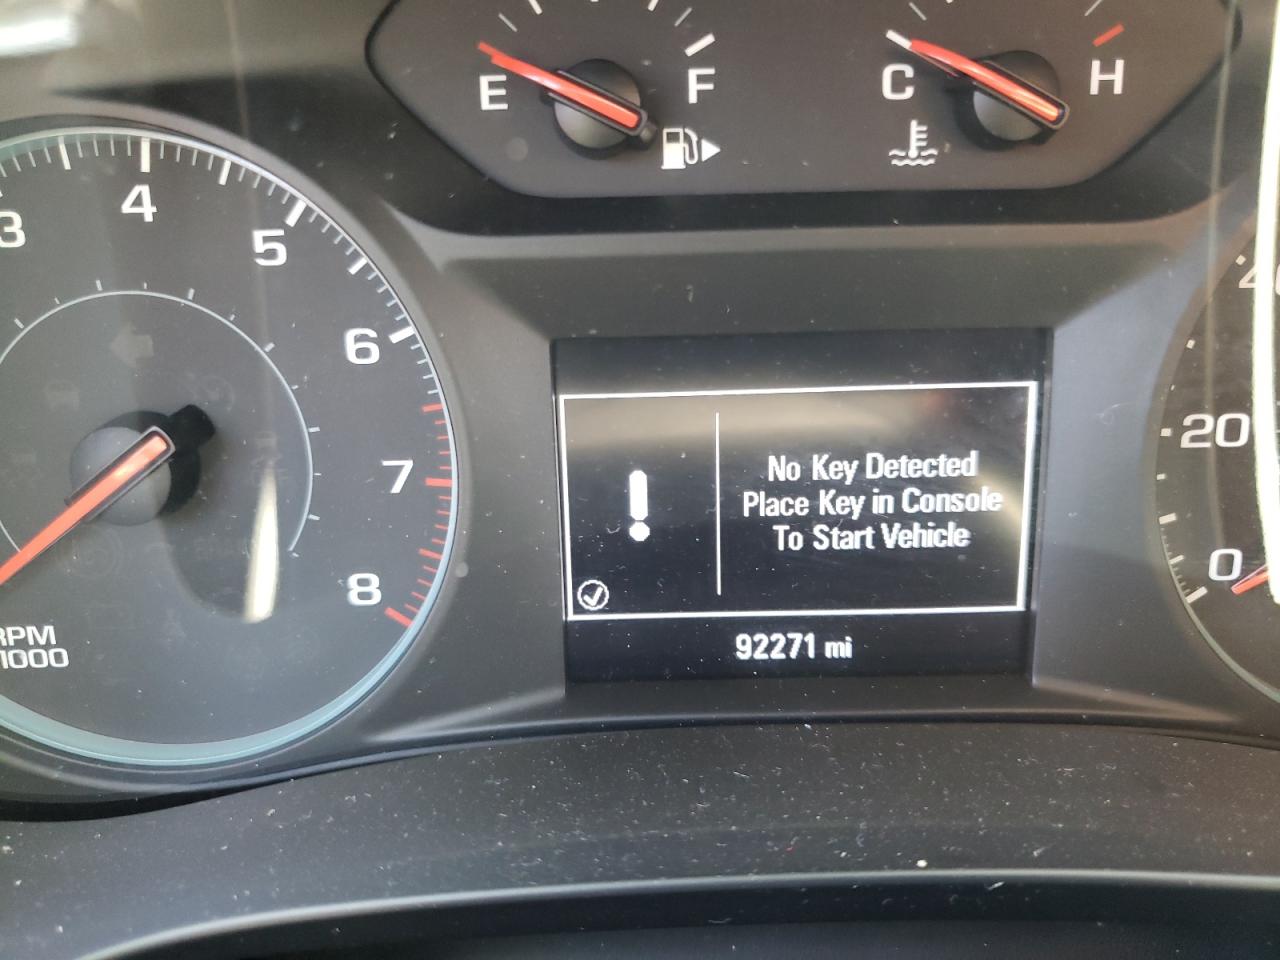 E F
C H
3 4 5 6 7 8
RPM
1000
No Key Detected
Place Key in Console
To Start Vehicle
92271 mi
20
0